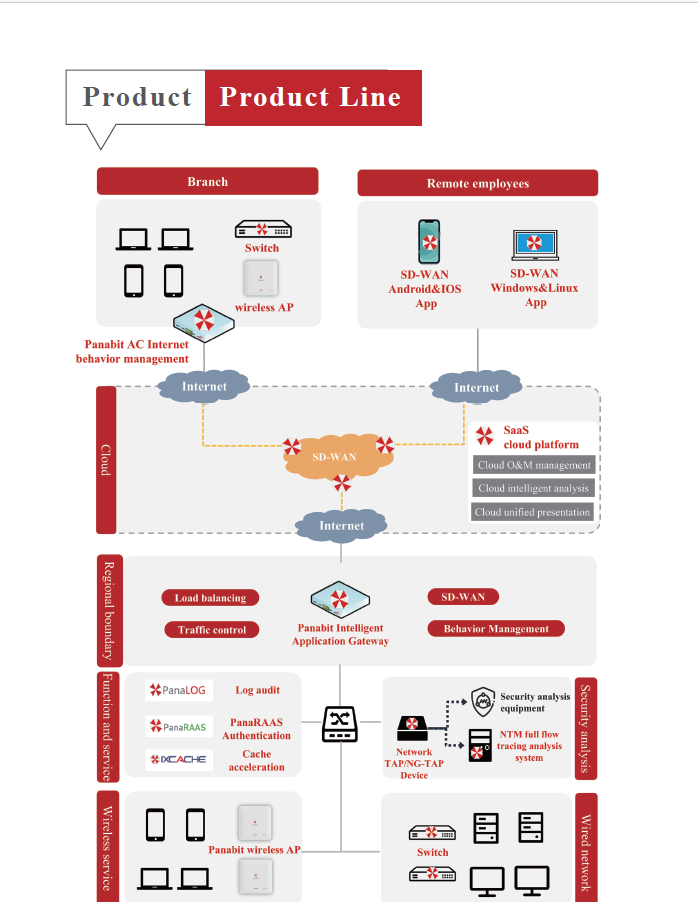 Product
Product Line
Branch
Remote employees
Switch
wireless AP
SD-WAN
Android&IOS
App
SD-WAN
Windows&Linux
App
Panabit AC Internet
behavior management
Internet
Internet
Cloud
SD-WAN
SaaS
cloud platform
Cloud O&M management
Cloud intelligent analysis
Cloud unified presentation
Internet
Regional boundary
Load balancing
Traffic control
Panabit Intelligent
Application Gateway
SD-WAN
Behavior Management
Function and service
PanaLOG
Log audit
PanaRAAS
PanaRAAS
Authentication
IXCACHE
Cache
acceleration
Network
TAP/NG-TAP
Device
Security analysis
equipment
NTM full flow
tracing analysis
system
Security analysis
Wireless service
Panabit wireless AP
Switch
Wired network